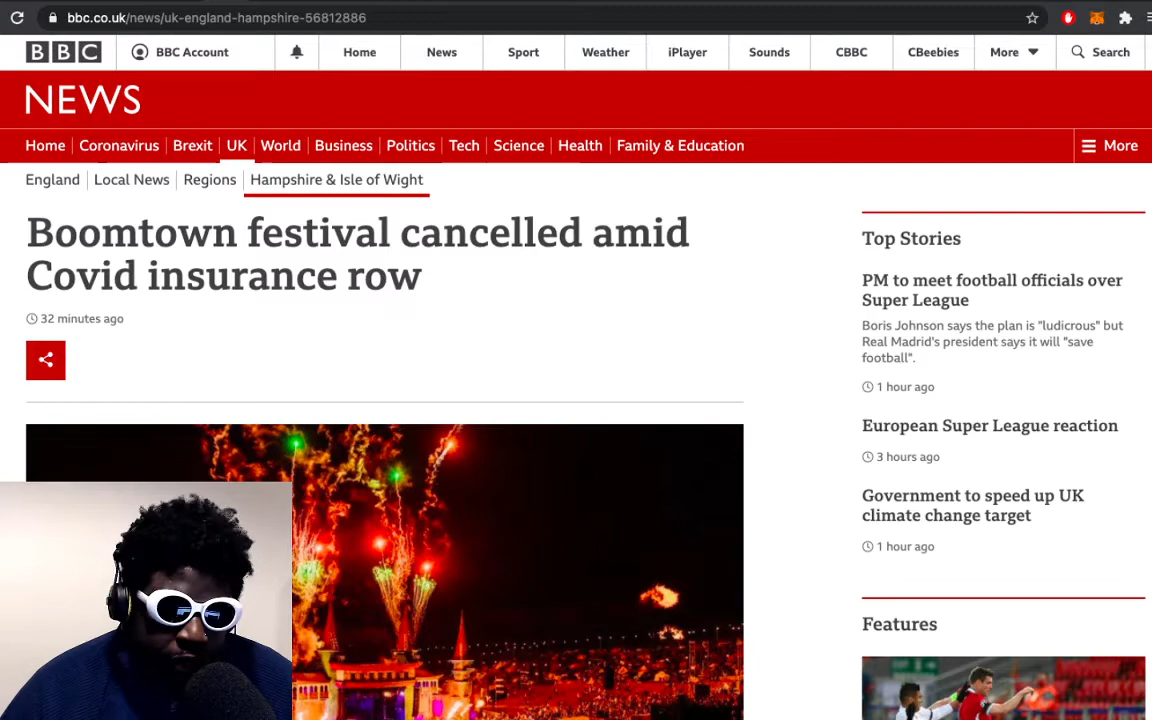 bbc.co.uk/news/uk-england-hampshire-56812886
BBC BBC Account Home News Sport Weather iPlayer Sounds CBBC CBeebies More Search
NEWS
Home Coronavirus Brexit UK World Business Politics Tech Science Health Family & Education More
England Local News Regions Hampshire & Isle of Wight
Boomtown festival cancelled amid
Covid insurance row
32 minutes ago
Top Stories
PM to meet football officials over
Super League
Boris Johnson says the plan is "ludicrous" but
Real Madrid's president says it will "save
football".
1 hour ago
European Super League reaction
3 hours ago
Government to speed up UK
climate change target
1 hour ago
Features